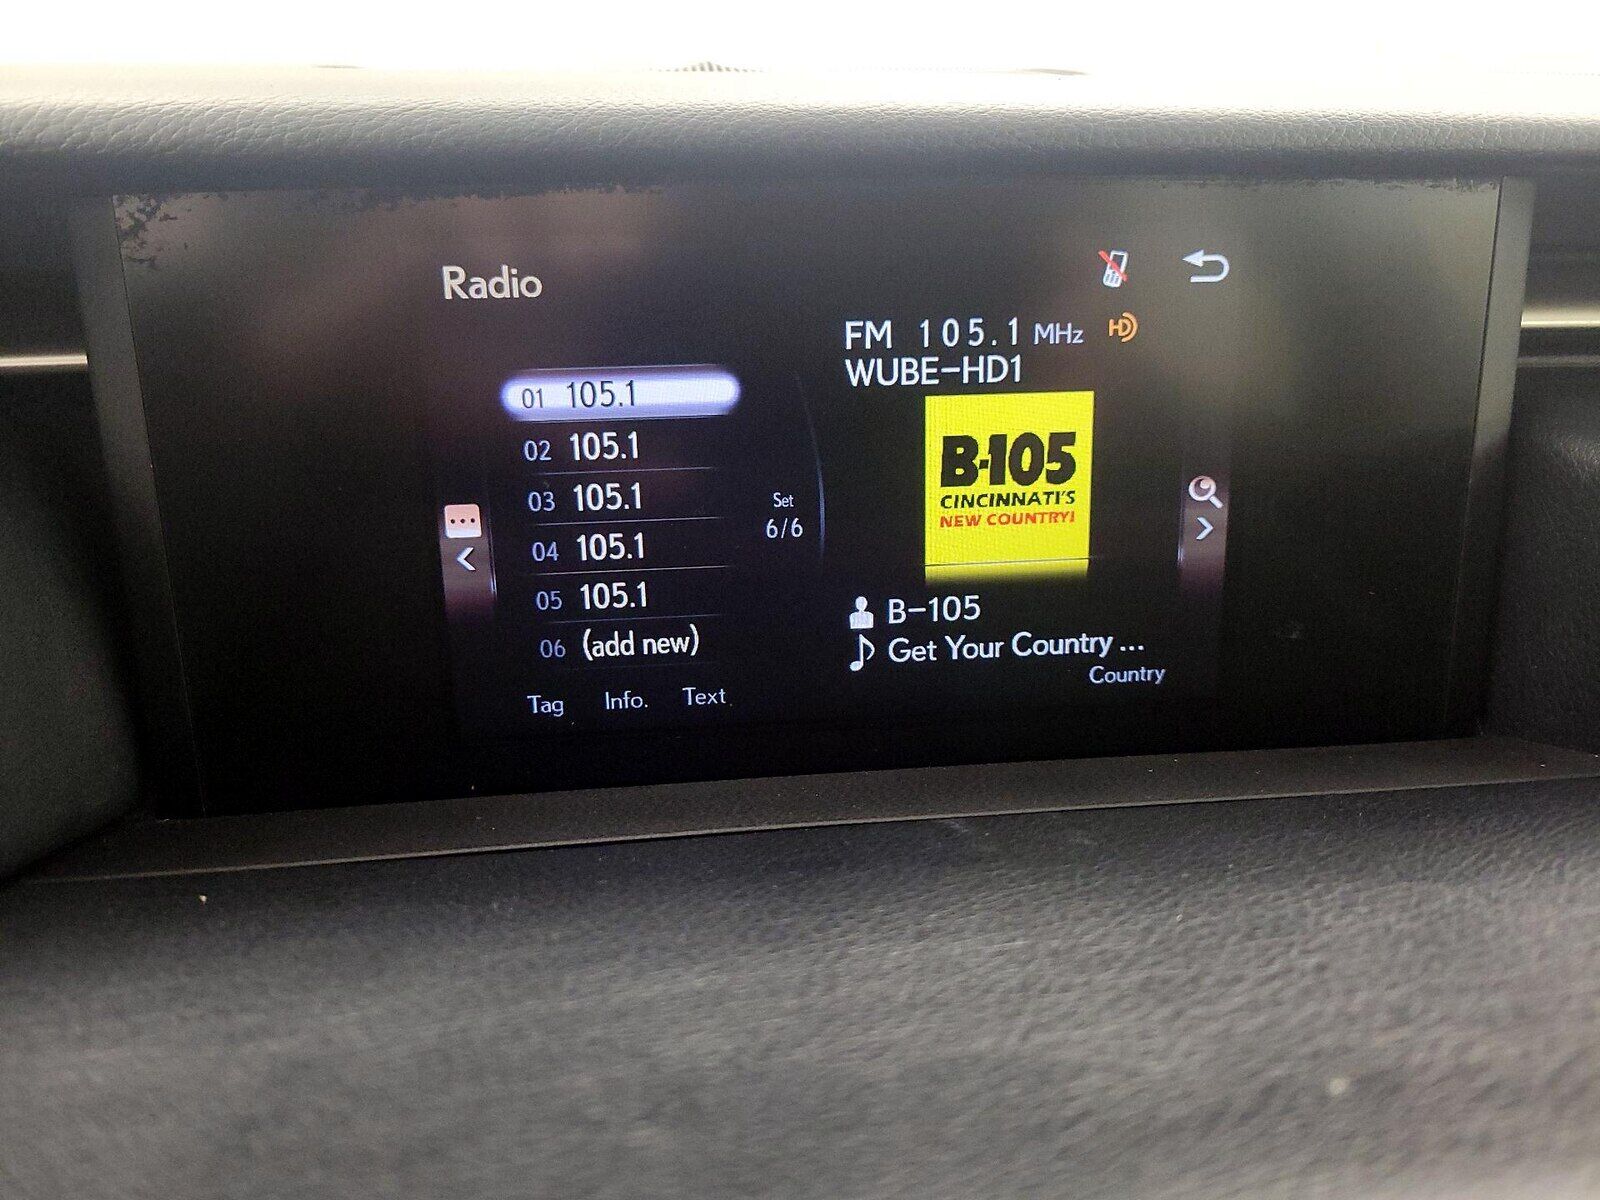 Radio
01 105.1
02 105.1
03 105.1
04 105.1
05 105.1
06 (add new)
Set
6/6
Tag Info. Text
FM 105.1 MHz HD
WUBE-HD1
B-105
CINCINNATI'S
NEW COUNTRY!
B-105
Get Your Country ...
Country